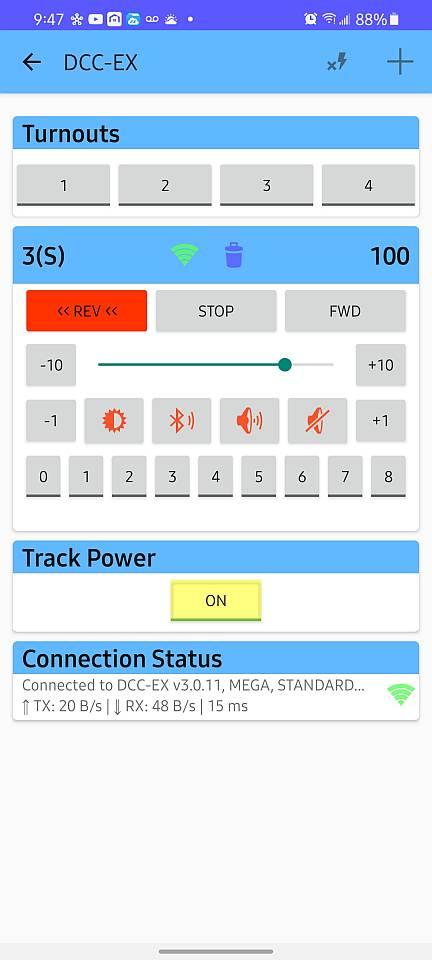 9:47 88%
DCC-EX
Turnouts
1 2 3 4
3(S) 100
<< REV << STOP FWD
-10 +10
-1 +1
0 1 2 3 4 5 6 7 8
Track Power
ON
Connection Status
Connected to DCC-EX v3.0.11, MEGA, STANDARD...
⇑ TX: 20 B/s | ⇓ RX: 48 B/s | 15 ms